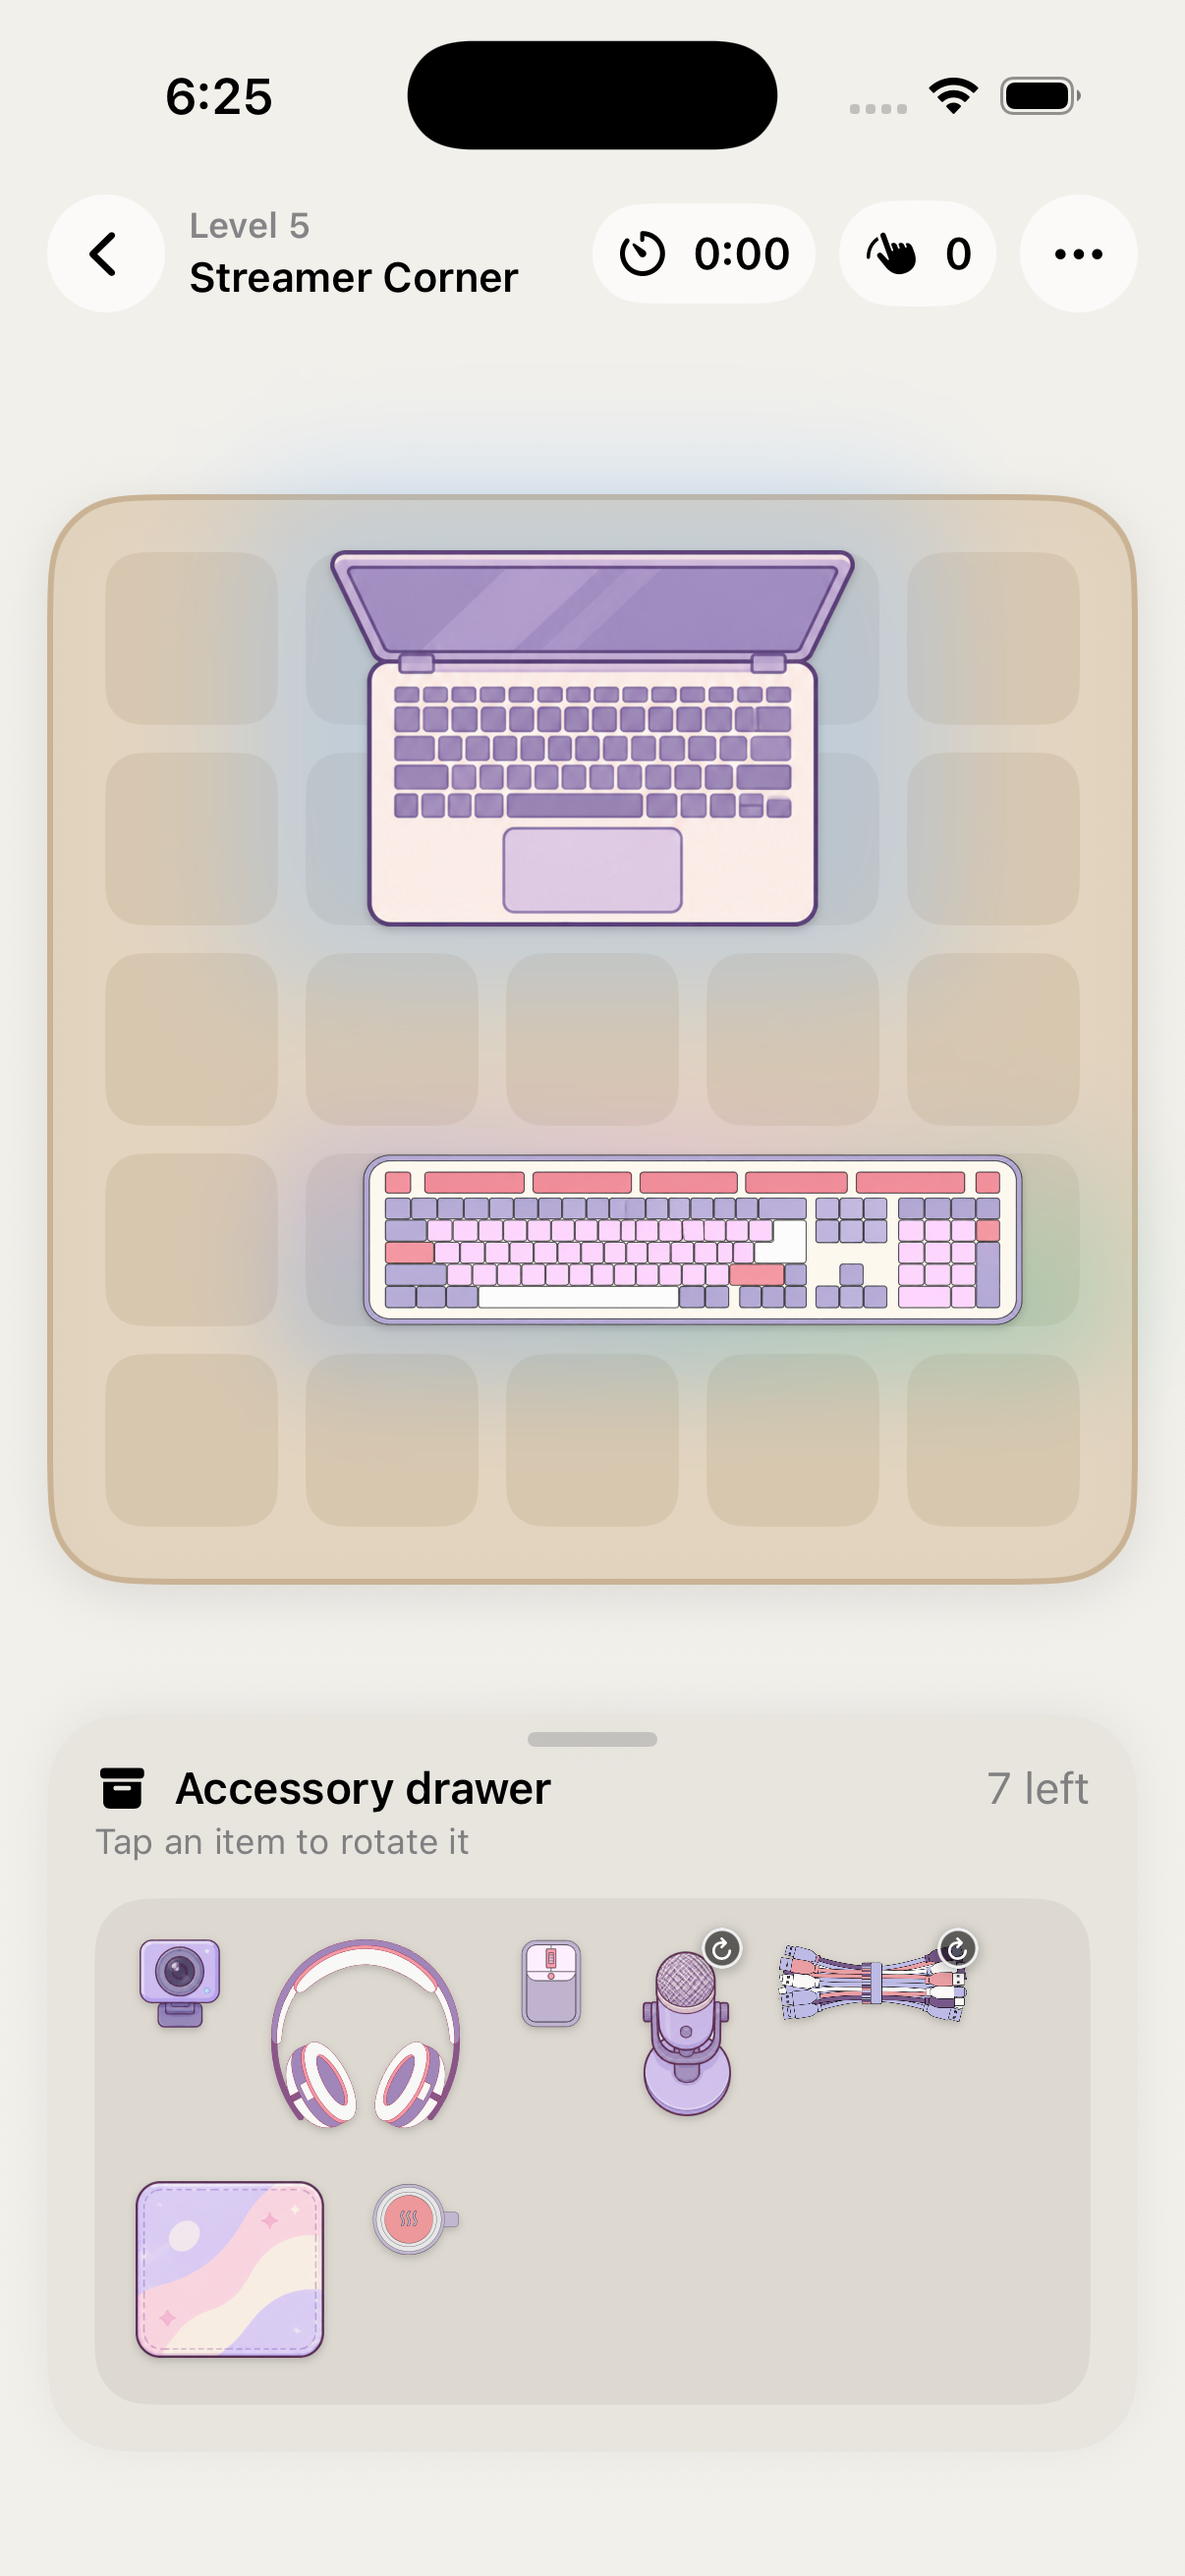 6:25
Level 5
Streamer Corner
0:00
0
Accessory drawer
7 left
Tap an item to rotate it